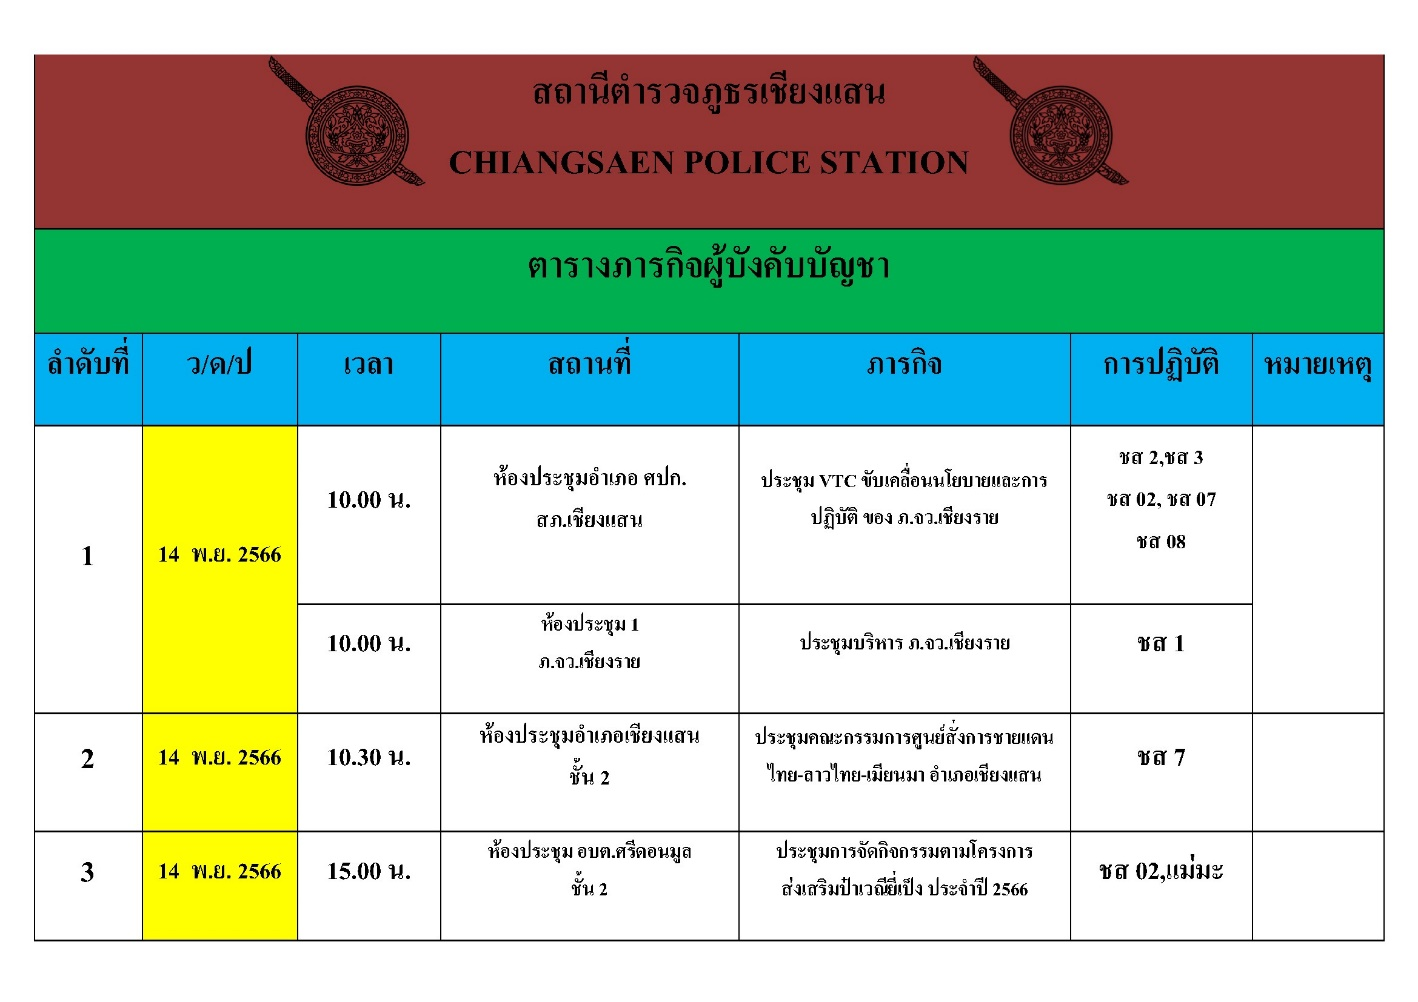 สถานีตำรวจภูธรเชียงแสน
CHIANGSAEN POLICE STATION
ตารางภารกิจผู้บังคับบัญชา
ลำดับที่ ว/ด/ป เวลา สถานที่ ภารกิจ การปฏิบัติ หมายเหตุ
1
14 พ.ย. 2566
10.00 น.
ห้องประชุมอำเภอ ศปก.
สภ.เชียงแสน
ประชุม VTC ขับเคลื่อนนโยบายและการ
ปฏิบัติ ของ ภ.จว.เชียงราย
ชส 2,ชส 3
ชส 02, ชส 07
ชส 08
10.00 น.
ห้องประชุม 1
ภ.จว.เชียงราย
ประชุมบริหาร ภ.จว.เชียงราย
ชส 1
2
14 พ.ย. 2566
10.30 น.
ห้องประชุมอำเภอเชียงแสน
ชั้น 2
ประชุมคณะกรรมการศูนย์สั่งการชายแดน
ไทย-ลาวไทย-เมียนมา อำเภอเชียงแสน
ชส 7
3
14 พ.ย. 2566
15.00 น.
ห้องประชุม อบต.ศรีดอนมูล
ชั้น 2
ประชุมการจัดกิจกรรมตามโครงการ
ส่งเสริมป้าเวณียี่เป็ง ประจำปี 2566
ชส 02,แม่มะ